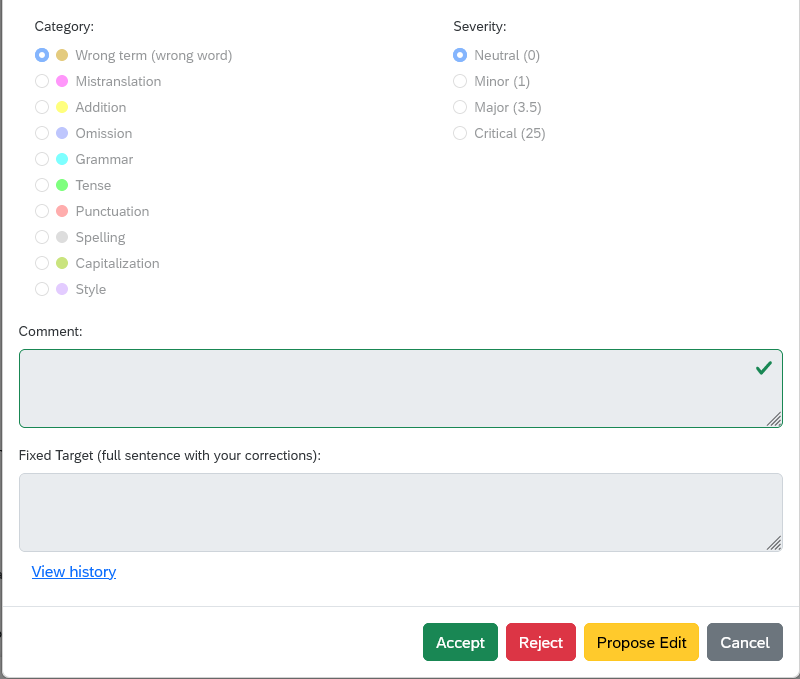 Category:
Wrong term (wrong word)
Mistranslation
Addition
Omission
Grammar
Tense
Punctuation
Spelling
Capitalization
Style
Severity:
Neutral (0)
Minor (1)
Major (3.5)
Critical (25)
Comment:
Fixed Target (full sentence with your corrections):
View history
Accept Reject Propose Edit Cancel